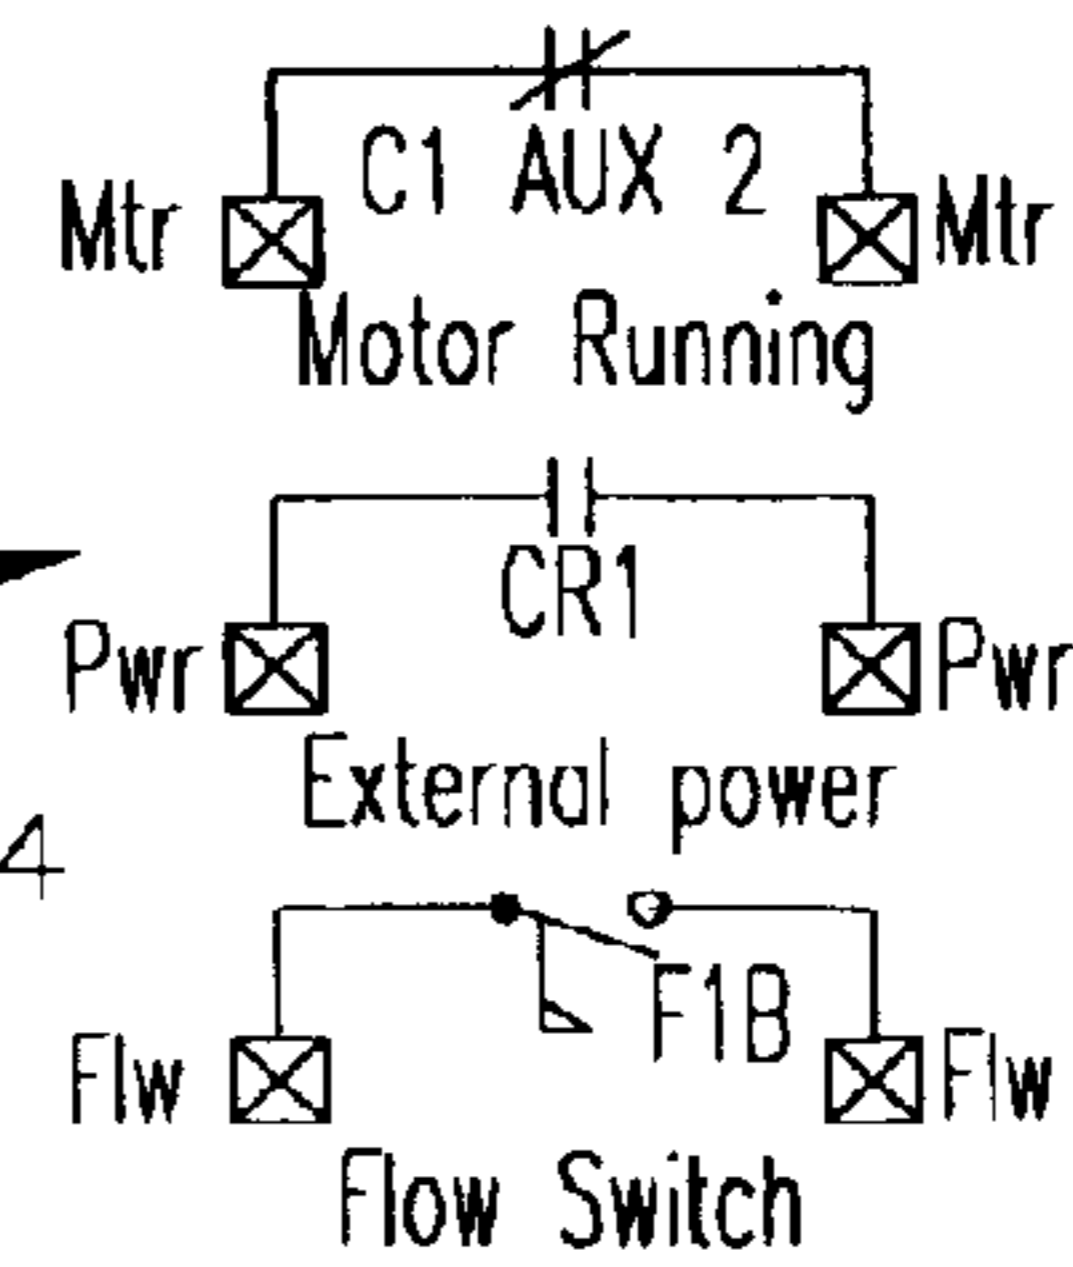 C1 AUX 2
Mtr Mtr
Motor Running
CR1
Pwr Pwr
External power
4
F1B
Flw Flw
Flow Switch